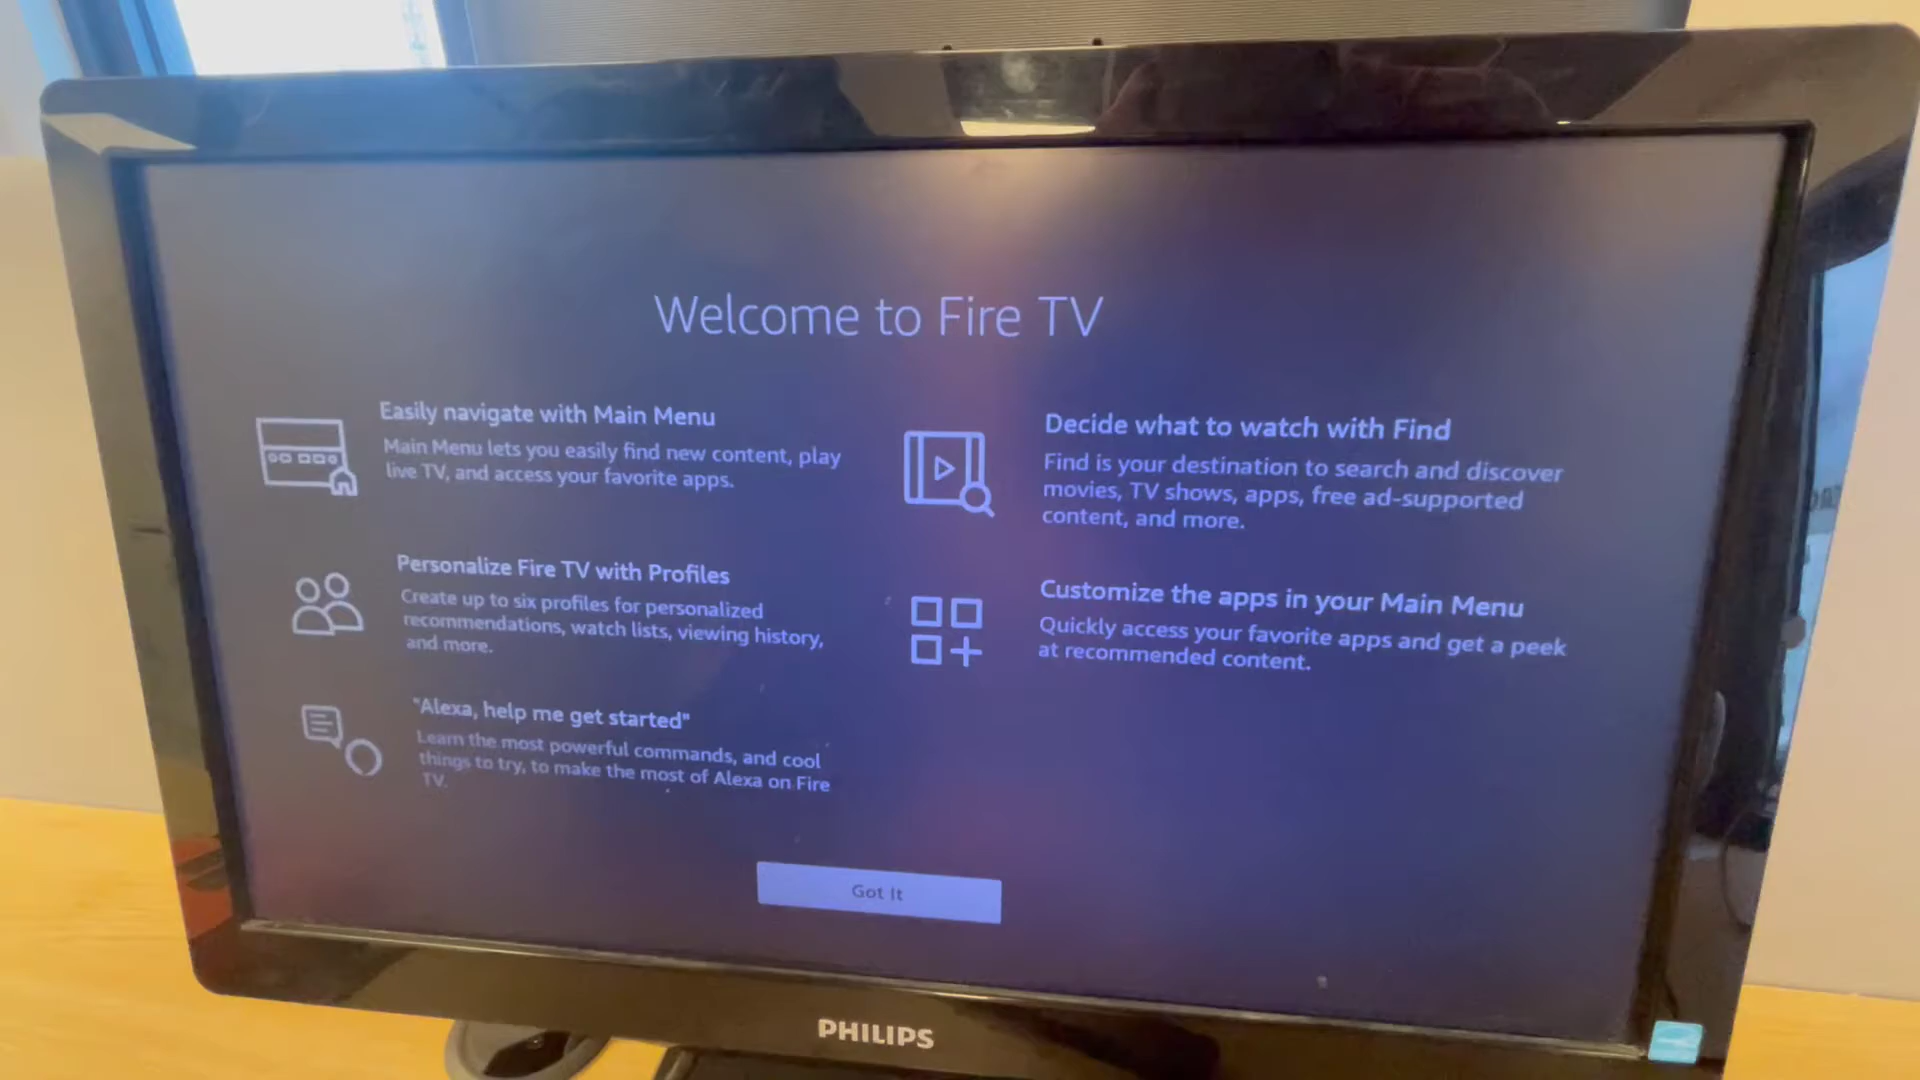 Welcome to Fire TV
Easily navigate with Main Menu
Main Menu lets you easily find new content, play
live TV, and access your favorite apps.
Decide what to watch with Find
Find is your destination to search and discover
movies, TV shows, apps, free ad-supported
content, and more.
Personalize Fire TV with Profiles
Create up to six profiles for personalized
recommendations, watch lists, viewing history,
and more.
Customize the apps in your Main Menu
Quickly access your favorite apps and get a peek
at recommended content.
"Alexa, help me get started"
Learn the most powerful commands, and cool
things to try, to make the most of Alexa on Fire
TV.
Got It
PHILIPS